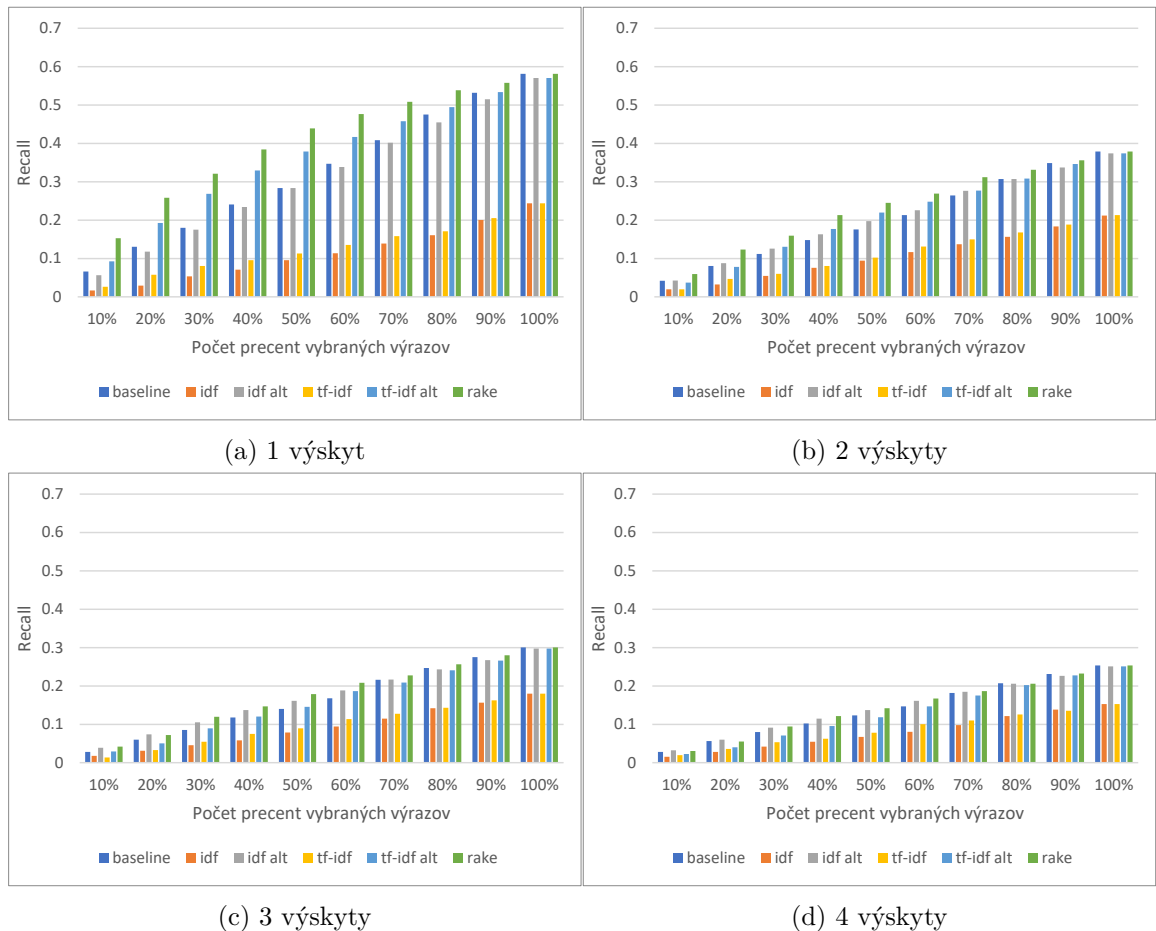 0.7
0.6
0.5
0.4
0.3
0.2
0.1
0
Recall
10% 20% 30% 40% 50% 60% 70% 80% 90% 100%
Počet precent vybraných výrazov
baseline idf idf alt tf-idf tf-idf alt rake
(a) 1 výskyt
0.7
0.6
0.5
0.4
0.3
0.2
0.1
0
Recall
10% 20% 30% 40% 50% 60% 70% 80% 90% 100%
Počet precent vybraných výrazov
baseline idf idf alt tf-idf tf-idf alt rake
(b) 2 výskyty
0.7
0.6
0.5
0.4
0.3
0.2
0.1
0
Recall
10% 20% 30% 40% 50% 60% 70% 80% 90% 100%
Počet precent vybraných výrazov
baseline idf idf alt tf-idf tf-idf alt rake
(c) 3 výskyty
0.7
0.6
0.5
0.4
0.3
0.2
0.1
0
Recall
10% 20% 30% 40% 50% 60% 70% 80% 90% 100%
Počet precent vybraných výrazov
baseline idf idf alt tf-idf tf-idf alt rake
(d) 4 výskyty